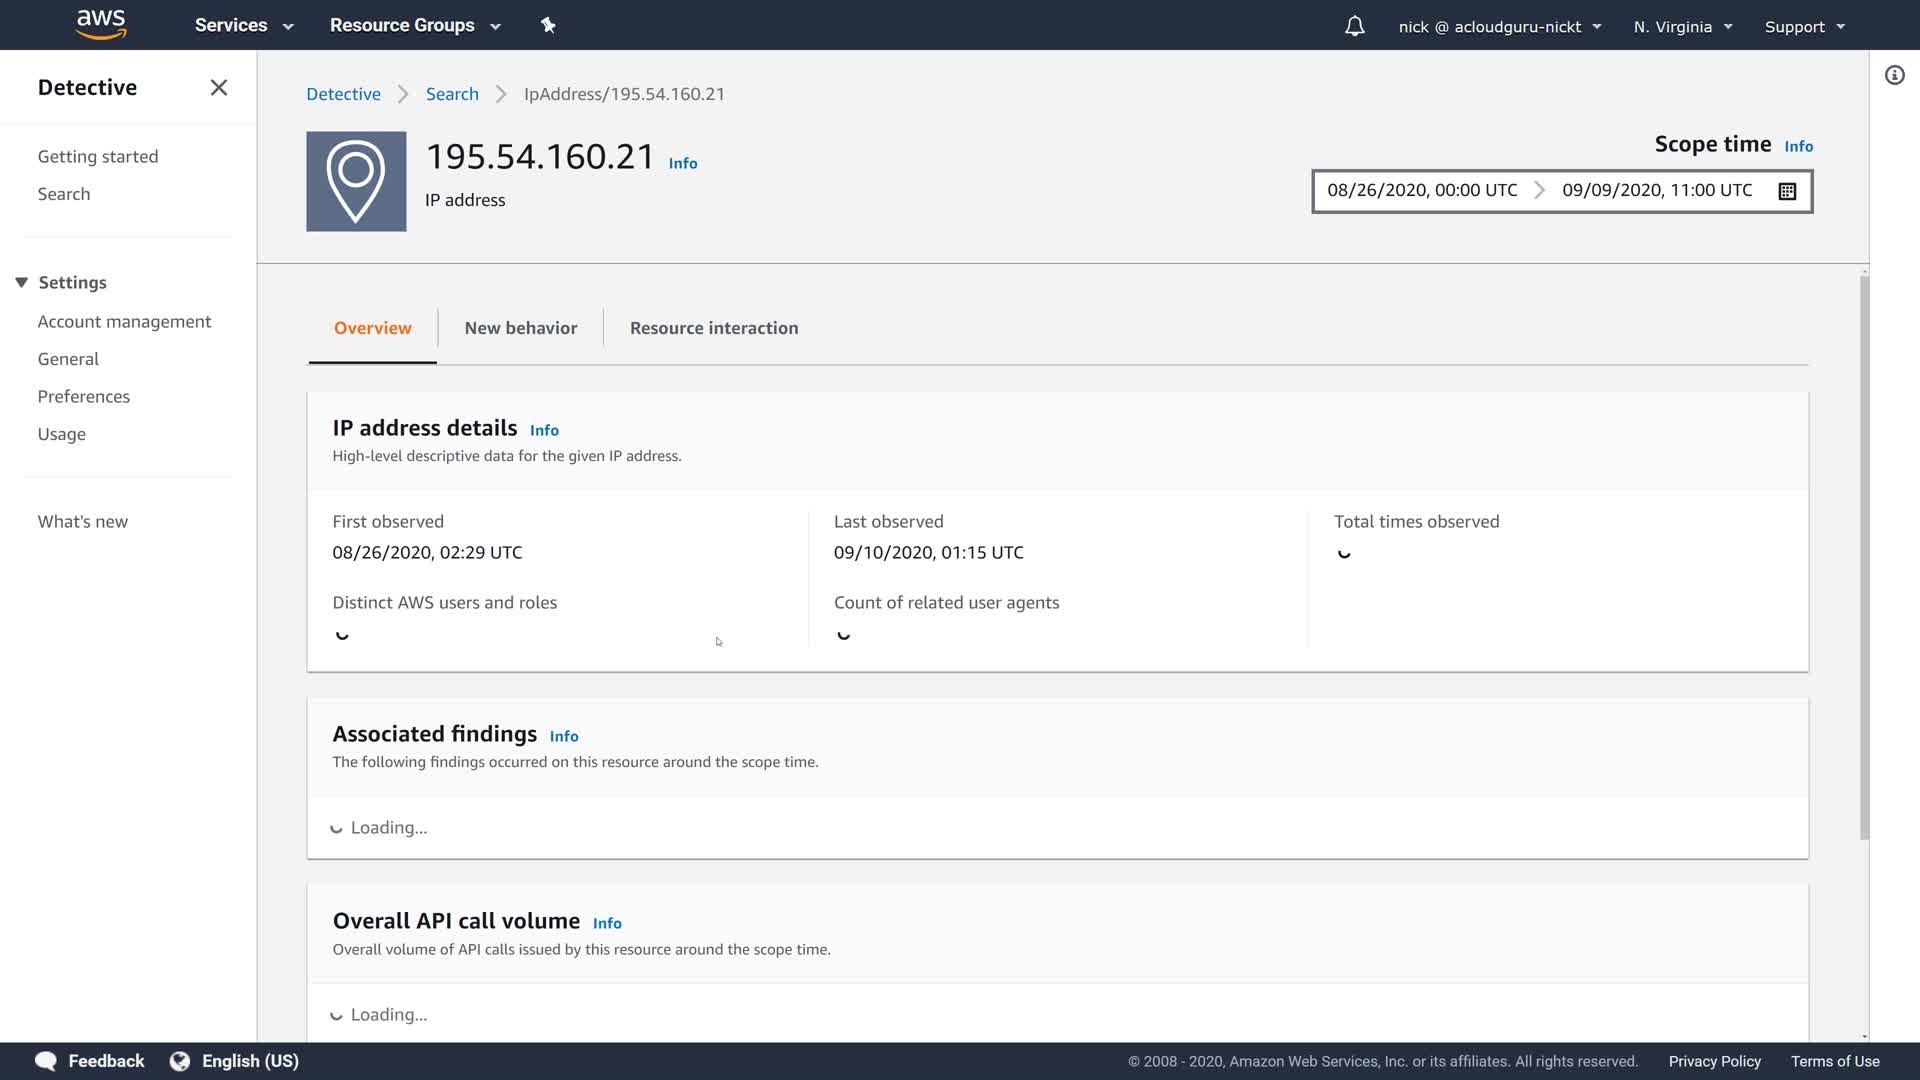 aws
Services
Resource Groups
nick @ acloudguru-nickt
N. Virginia
Support
Detective
Getting started
Search
Settings
Account management
General
Preferences
Usage
What's new
Detective
Search
IpAddress/195.54.160.21
195.54.160.21 Info
IP address
Scope time Info
08/26/2020, 00:00 UTC
09/09/2020, 11:00 UTC
Overview
New behavior
Resource interaction
IP address details Info
High-level descriptive data for the given IP address.
First observed
08/26/2020, 02:29 UTC
Last observed
09/10/2020, 01:15 UTC
Total times observed
Distinct AWS users and roles
Count of related user agents
Associated findings Info
The following findings occurred on this resource around the scope time.
Loading...
Overall API call volume Info
Overall volume of API calls issued by this resource around the scope time.
Loading...
Feedback
English (US)
© 2008 - 2020, Amazon Web Services, Inc. or its affiliates. All rights reserved.
Privacy Policy
Terms of Use